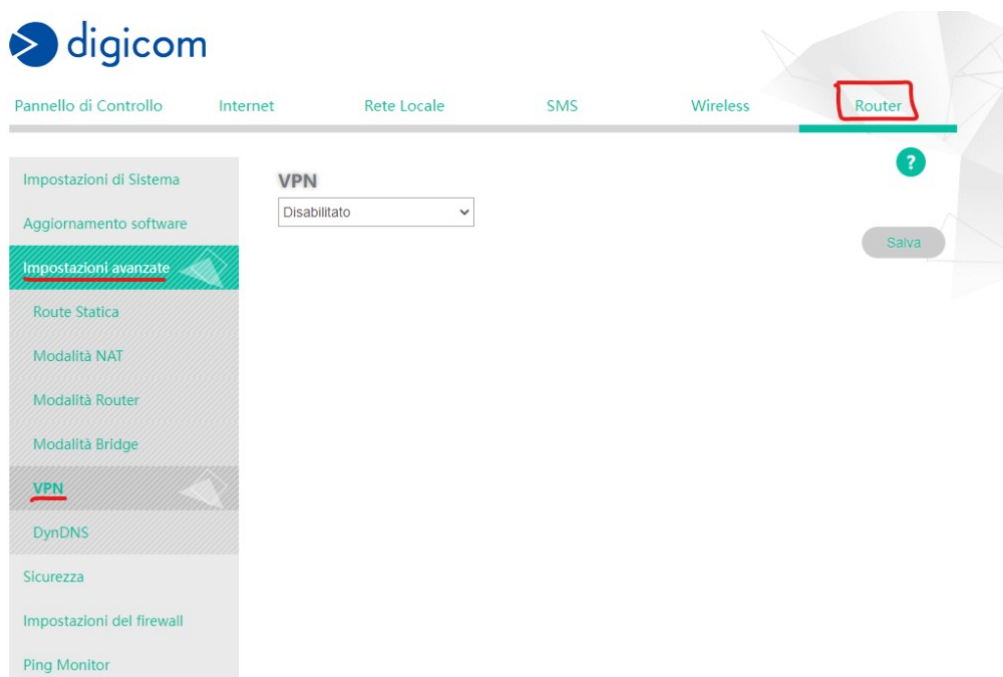 digicom
Pannello di Controllo Internet Rete Locale SMS Wireless Router
?
Impostazioni di Sistema
Aggiornamento software
Impostazioni avanzate
Route Statica
Modalità NAT
Modalità Router
Modalità Bridge
VPN
DynDNS
Sicurezza
Impostazioni del firewall
Ping Monitor
VPN
Disabilitato
Salva